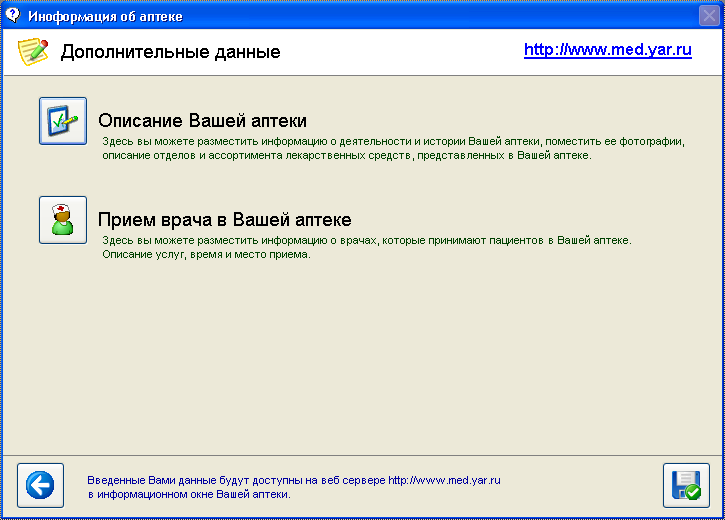 Иноформация об аптеке
Дополнительные данные
http://www.med.yar.ru
Описание Вашей аптеки
Здесь вы можете разместить информацию о деятельности и истории Вашей аптеки, поместить ее фотографии,
описание отделов и ассортимента лекарственных средств, представленных в Вашей аптеке.
Прием врача в Вашей аптеке
Здесь вы можете разместить информацию о врачах, которые принимают пациентов в Вашей аптеке.
Описание услуг, время и место приема.
Введенные Вами данные будут доступны на веб сервере http://www.med.yar.ru
в информационном окне Вашей аптеки.